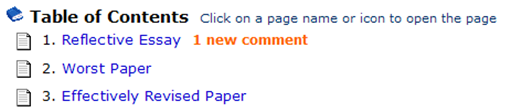 Table of Contents Click on a page name or icon to open the page
1. Reflective Essay 1 new comment
2. Worst Paper
3. Effectively Revised Paper